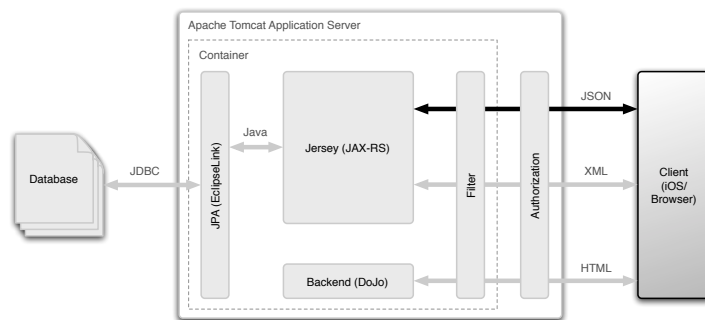 Apache Tomcat Application Server
Container
JSON
Java
Jersey (JAX-RS)
Database
JDBC
JPA (EclipseLink)
Filter
Authorization
XML
Client
(iOS/
Browser)
Backend (DoJo)
HTML